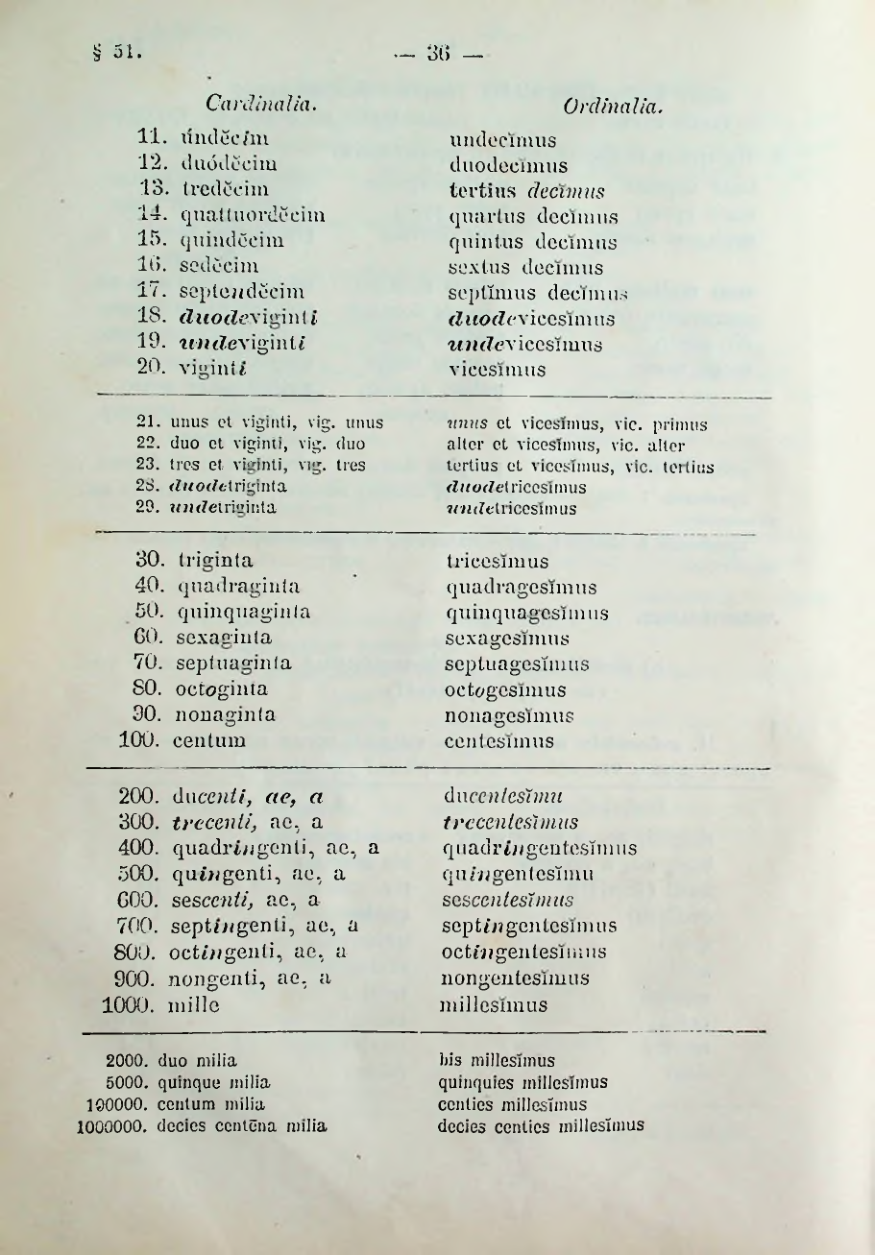 § 51. — 36 —
Cardinalia. Ordinalia.
11. úndĕcim undecĭmus
12. duódĕcim duodecĭmus
13. tredĕcim tertius decĭmus
14. quattuordĕcim quartus decĭmus
15. quindĕcim quintus decĭmus
16. sedĕcim sextus decĭmus
17. septendĕcim septĭmus decĭmus
18. duodeviginti duodevicesĭmus
19. undeviginti undevicesĭmus
20. viginti vicesĭmus
21. unus et viginti, vig. unus unus et vicesĭmus, vic. primus
22. duo et viginti, vig. duo alter et vicesĭmus, vic. alter
23. tres et viginti, vig. tres tertius et vicesĭmus, vic. tertius
28. duodetriginta duodetricesĭmus
29. undetriginta undetricesĭmus
30. triginta tricesĭmus
40. quadraginta quadragesĭmus
50. quinquaginta quinquagesĭmus
60. sexaginta sexagesĭmus
70. septuaginta septuagesĭmus
80. octoginta octogesĭmus
90. nonaginta nonagesĭmus
100. centum centesĭmus
200. ducenti, ae, a ducentesĭmu
300. trecenti, ae, a trecentesĭmus
400. quadringenti, ae, a quadringentesĭmus
500. quingenti, ae, a quingentesĭmu
600. sescenti, ae, a sescentesĭmus
700. septingenti, ae, a septingentesĭmus
800. octingenti, ae, a octingentesĭmus
900. nongenti, ae, a nongentesĭmus
1000. mille millesĭmus
2000. duo milia bis millesĭmus
5000. quinque milia quinquies millesĭmus
100000. centum milia centies millesĭmus
1000000. decies centēna milia decies centies millesĭmus